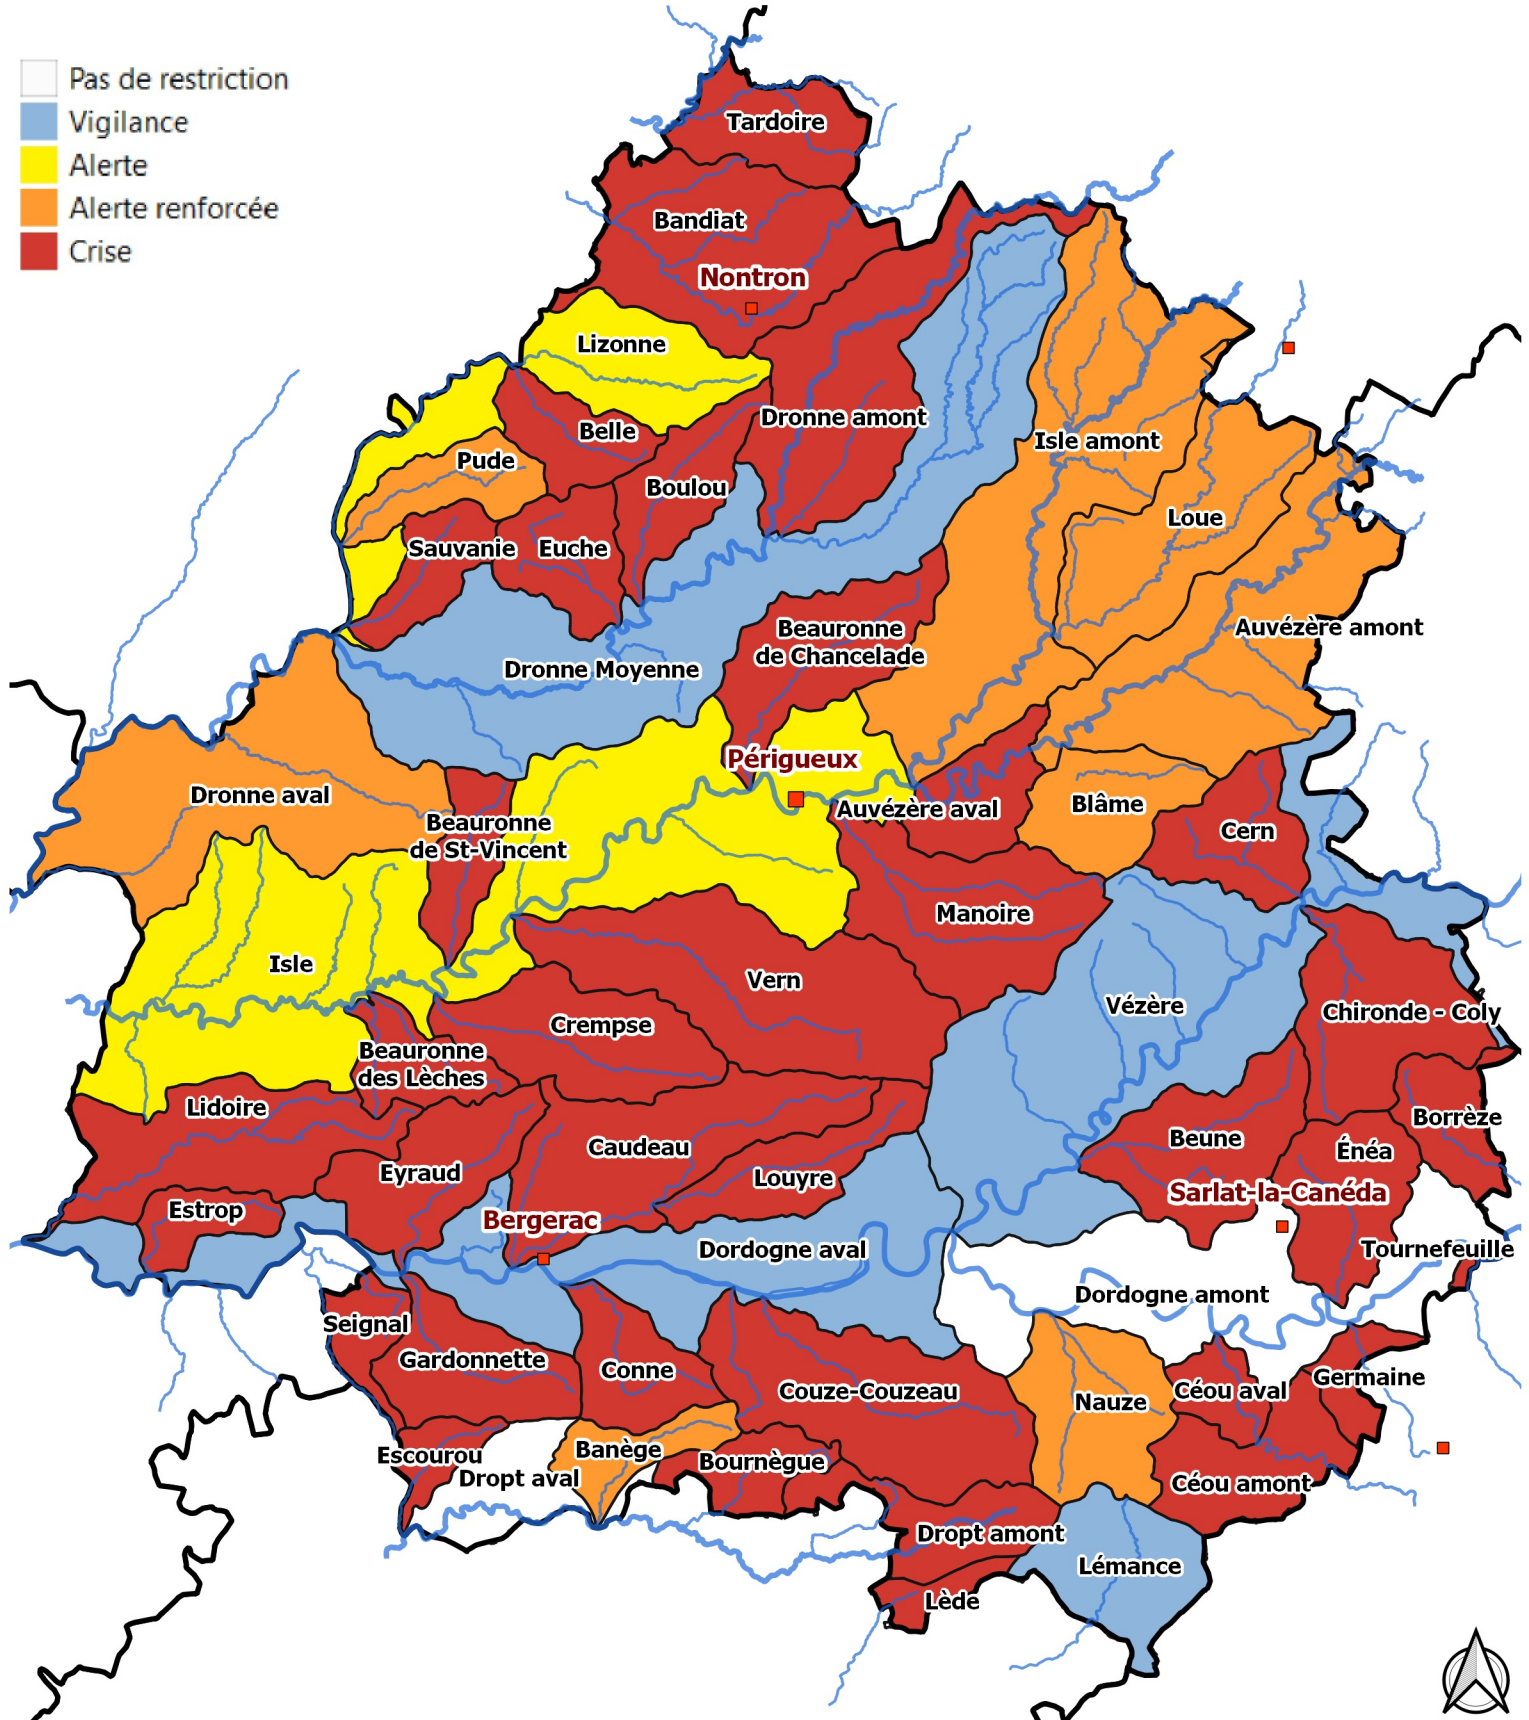 Pas de restriction
Vigilance
Alerte
Alerte renforcée
Crise
Tardoire
Bandiat
Nontron
Lizonne
Dronne amont
Belle
Isle amont
Pude
Boulou
Loue
Sauvanie
Euche
Auvézère amont
Beauronne
de Chancelade
Dronne Moyenne
Périgueux
Dronne aval
Auvézère aval
Blâme
Beauronne
de St-Vincent
Cern
Manoire
Isle
Vern
Vézère
Chironde - Coly
Crempse
Beauronne
des Lèches
Lidoire
Borrèze
Beune
Caudeau
Énéa
Eyraud
Louyre
Sarlat-la-Canéda
Estrop
Bergerac
Dordogne aval
Tournefeuille
Dordogne amont
Seignal
Gardonnette
Conne
Germaine
Couze-Couzeau
Céou aval
Nauze
Banège
Escourou
Bournègue
Dropt aval
Céou amont
Dropt amont
Lémance
Lède